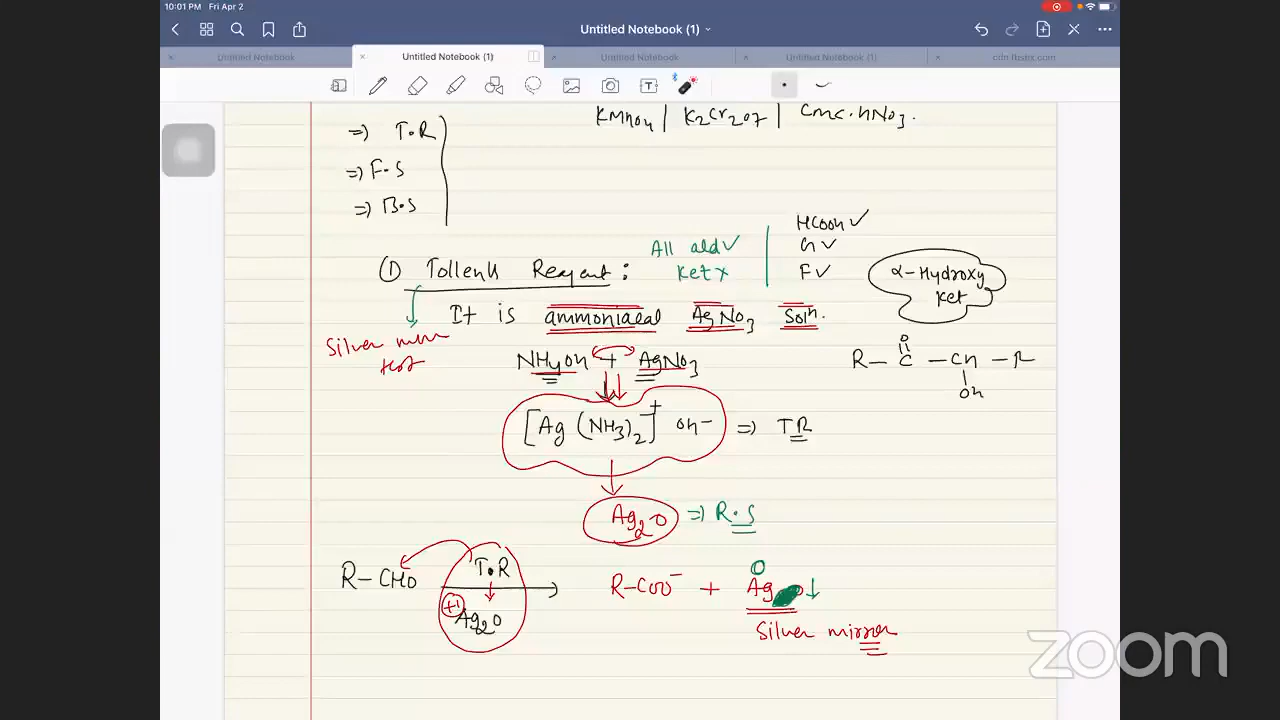 10:01 PM Fri Apr 2
Untitled Notebook (1)
Untitled Notebook
Untitled Notebook (1)
Untitled Notebook
Untitled Notebook (1)
KMnO4 | K2Cr2O7 | Conc. HNO3.
=) T.R
=) F.S
=) B.S
HCOOH ✓
All ald ✓
G ✓
① Tollen's Reagent :
Ket x
F ✓
α-Hydroxy
Ket
It is ammoniacal AgNO3 Soln.
Silver
test
NH4OH + AgNO3
R - C - CH - R
O
OH
[Ag (NH3)2]+ OH- => TR
Ag2O => R.S
R-CHO
T.R
+1
Ag2O
R-COO- + Ag ↓
O
Silver mirror
zoom